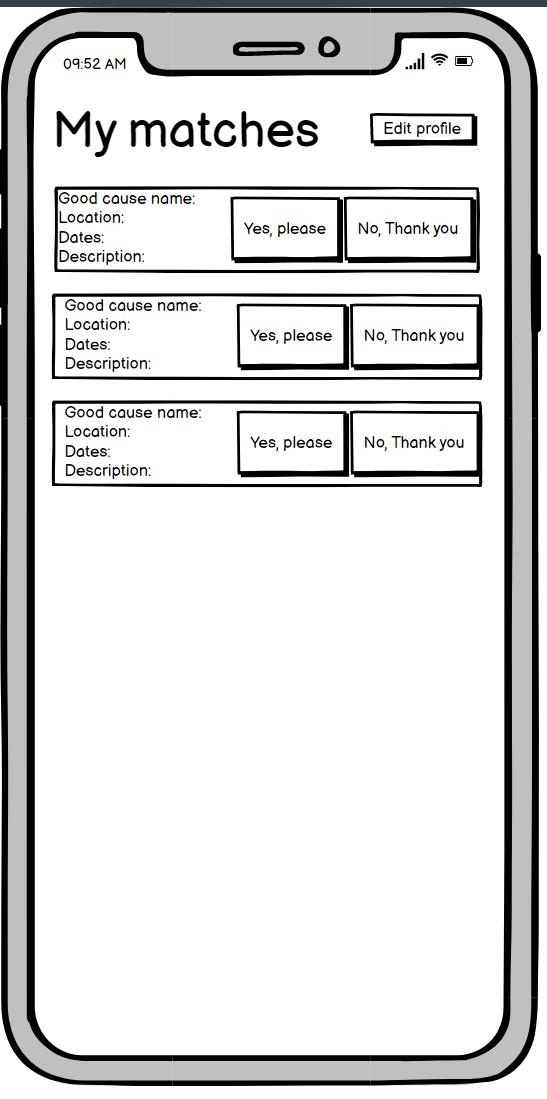 09:52 AM
My matches
Edit profile
Good cause name:
Location:
Dates:
Description:
Yes, please
No, Thank you
Good cause name:
Location:
Dates:
Description:
Yes, please
No, Thank you
Good cause name:
Location:
Dates:
Description:
Yes, please
No, Thank you